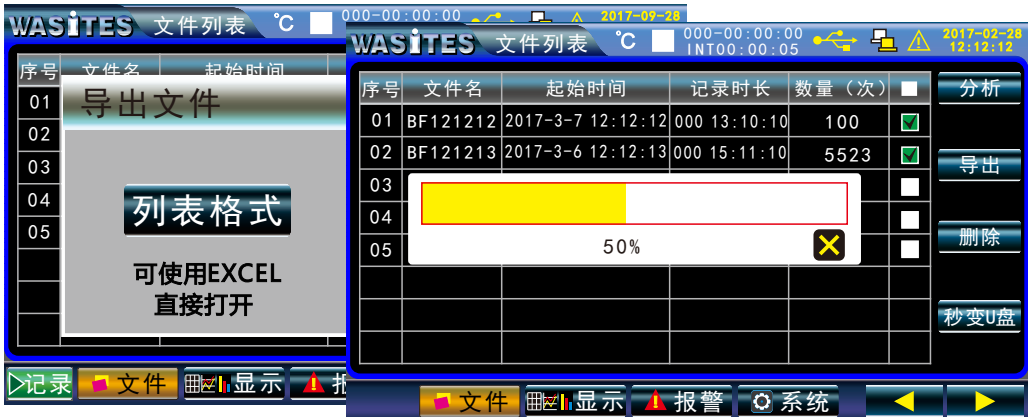 WASiTES 文件列表 ℃ 000-00:00:00 2017-09-28
序号 文件名 起始时间
导出文件
01
02
03
04
05
列表格式
可使用EXCEL
直接打开
记录 文件 显示
WASiTES 文件列表 ℃ 000-00:00:00 2017-02-28
INT00:00:05 12:12:12
序号 文件名 起始时间 记录时长 数量（次） 分析
01 BF121212 2017-3-7 12:12:12 000 13:10:10 100
02 BF121213 2017-3-6 12:12:13 000 15:11:10 5523 导出
03
04
05 50% 删除
秒变U盘
文件 显示 报警 系统